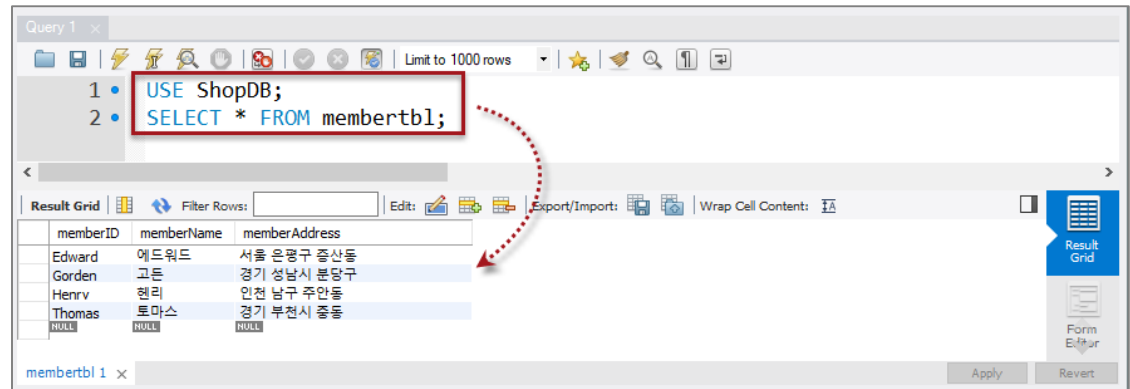 Query 1 ×
Limit to 1000 rows
1 USE ShopDB;
2 SELECT * FROM membertbl;
Result Grid Filter Rows: Edit: Export/Import: Wrap Cell Content: IA
memberID memberName memberAddress
Edward 에드워드 서울 은평구 증산동
Gorden 고든 경기 성남시 분당구
Henry 헨리 인천 남구 주안동
Thomas 토마스 경기 부천시 중동
NULL NULL NULL
Result Grid
Form Editor
membertbl 1 × Apply Revert